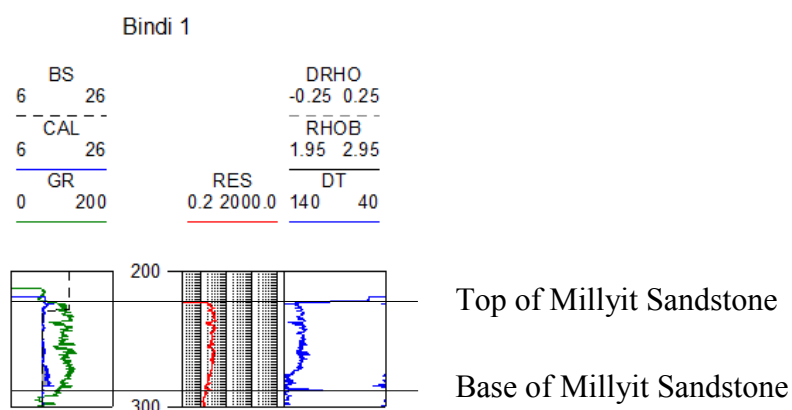 Bindi 1
BS
6 26
CAL
6 26
GR
0 200
RES
0.2 2000.0
DRHO
-0.25 0.25
RHOB
1.95 2.95
DT
140 40
200
Top of Millyit Sandstone
Base of Millyit Sandstone
300